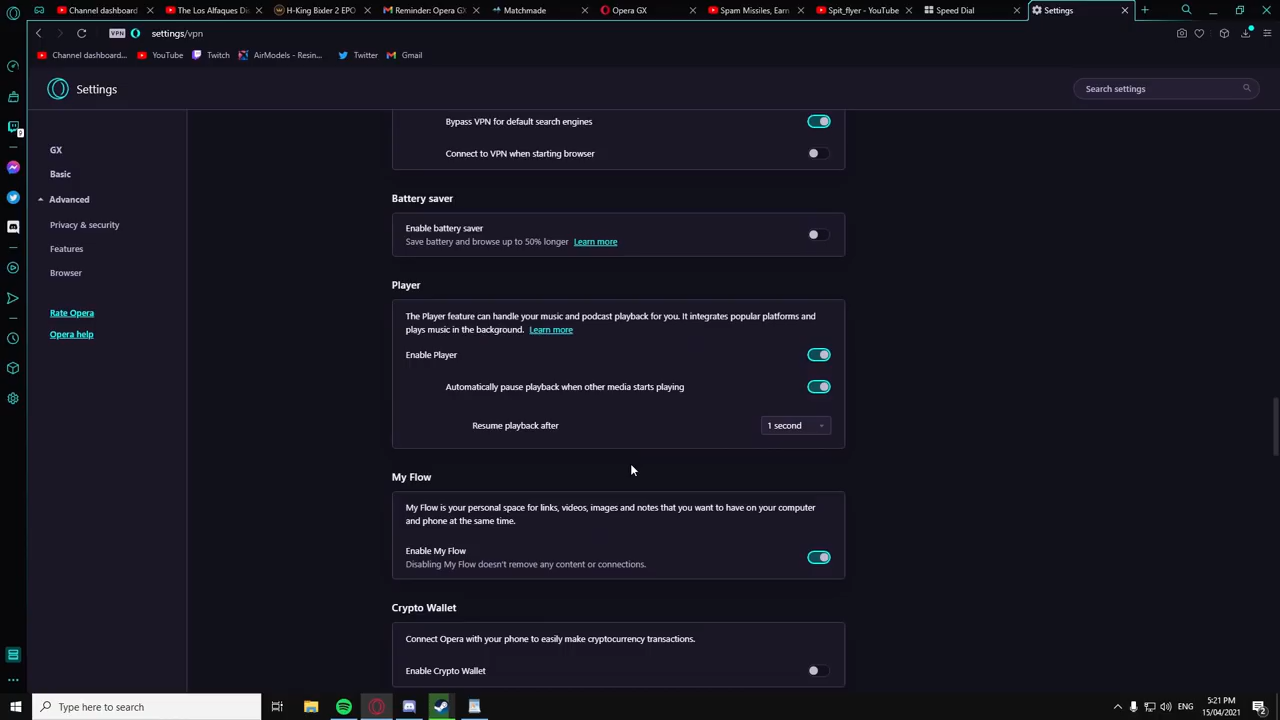 Channel dashboard
The Los Alfaques Di
H-King Bixler 2 EPO
Reminder: Opera GX
Matchmade
Opera GX
Spam Missiles, Earn
Spit_flyer - YouTube
Speed Dial
Settings
VPN
settings/vpn
Channel dashboard...
YouTube
Twitch
AirModels - Resin...
Twitter
Gmail
Settings
Search settings
GX
Basic
Advanced
Privacy & security
Features
Browser
Rate Opera
Opera help
Bypass VPN for default search engines
Connect to VPN when starting browser
Battery saver
Enable battery saver
Save battery and browse up to 50% longer Learn more
Player
The Player feature can handle your music and podcast playback for you. It integrates popular platforms and
plays music in the background. Learn more
Enable Player
Automatically pause playback when other media starts playing
Resume playback after
1 second
My Flow
My Flow is your personal space for links, videos, images and notes that you want to have on your computer
and phone at the same time.
Enable My Flow
Disabling My Flow doesn't remove any content or connections.
Crypto Wallet
Connect Opera with your phone to easily make cryptocurrency transactions.
Enable Crypto Wallet
Type here to search
ENG
5:21 PM
15/04/2021
2